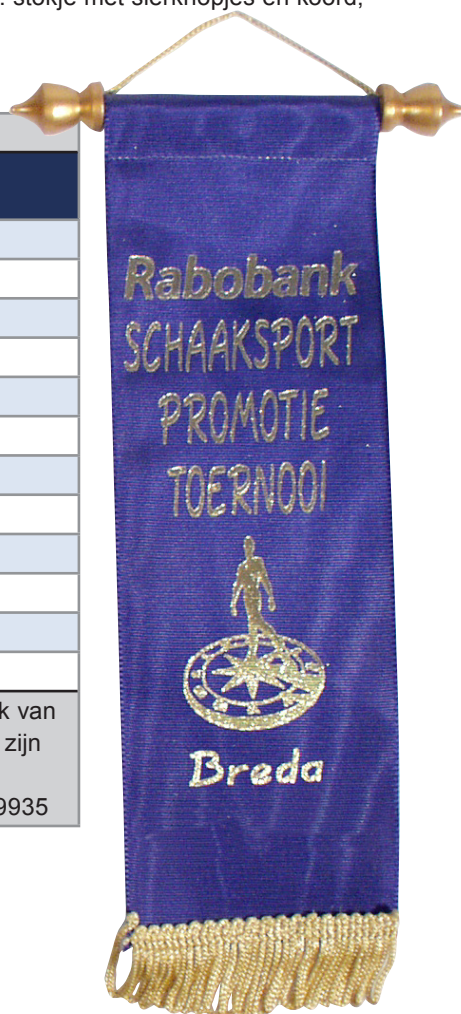 stokje met sierknopjes en koord,
Rabobank
SCHAAKSPORT
PROMOTIE
TOERNOOI
Breda
van
zijn
9935